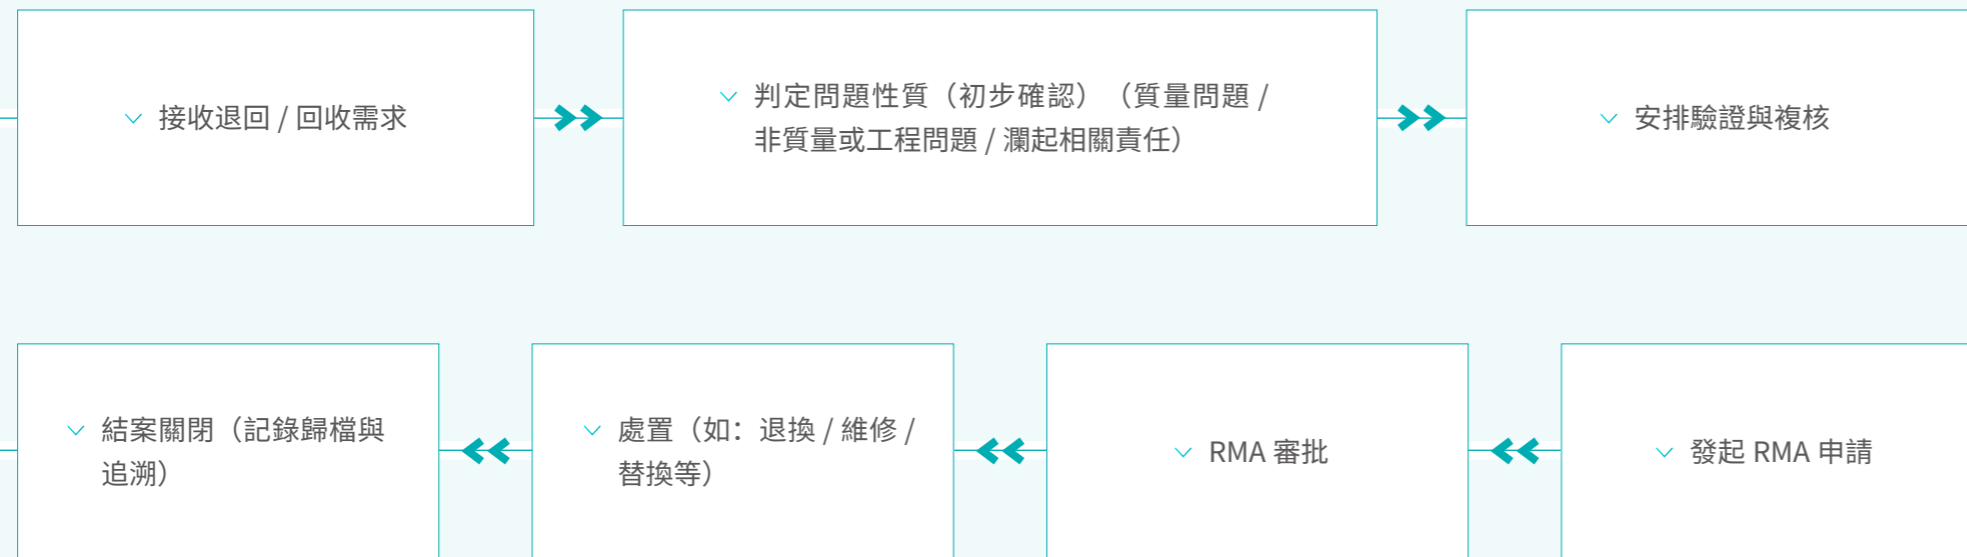 接收退回 / 回收需求
判定問題性質（初步確認）（質量問題 /
非質量或工程問題 / 瀾起相關責任）
安排驗證與複核
結案關閉（記錄歸檔與
追溯）
處置（如：退換 / 維修 /
替換等）
RMA 審批
發起 RMA 申請